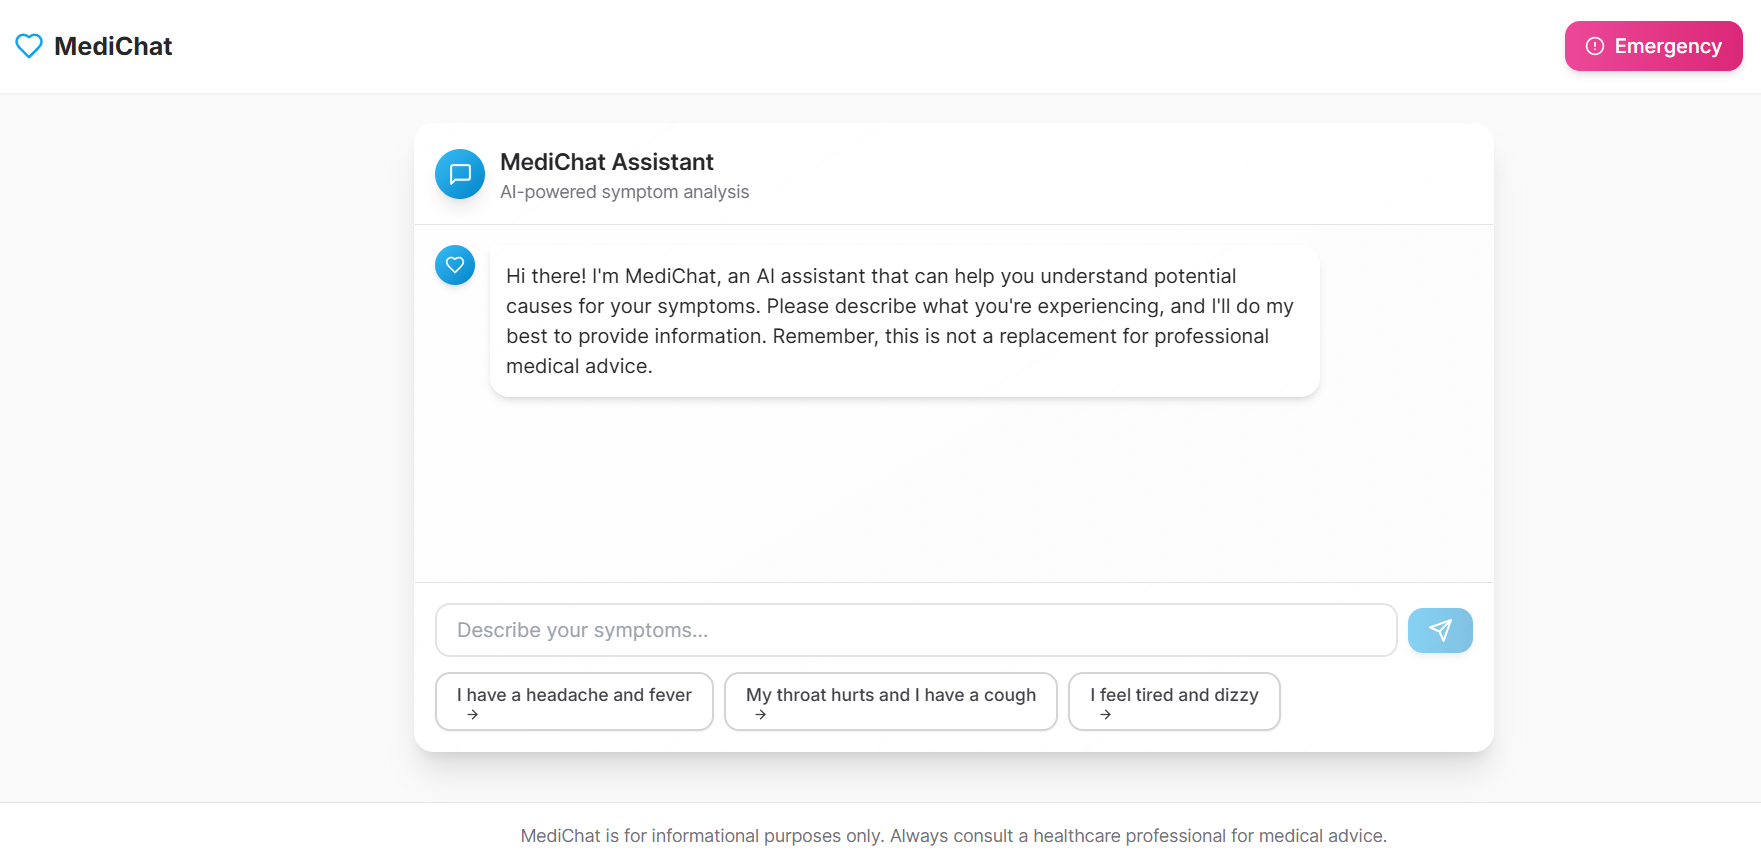 MediChat
Emergency
MediChat Assistant
AI-powered symptom analysis
Hi there! I'm MediChat, an AI assistant that can help you understand potential
causes for your symptoms. Please describe what you're experiencing, and I'll do my
best to provide information. Remember, this is not a replacement for professional
medical advice.
Describe your symptoms...
I have a headache and fever
→
My throat hurts and I have a cough
→
I feel tired and dizzy
→
MediChat is for informational purposes only. Always consult a healthcare professional for medical advice.